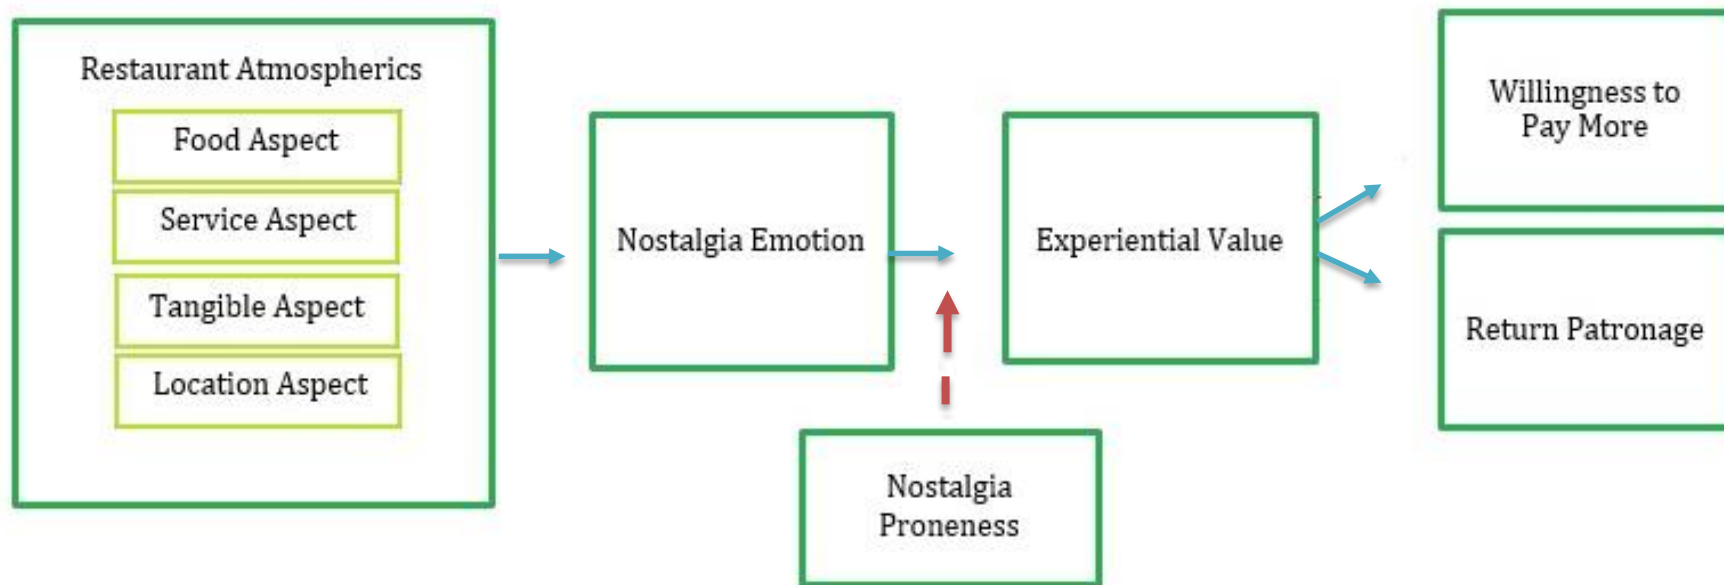 Restaurant Atmospherics
Food Aspect
Service Aspect
Tangible Aspect
Location Aspect
Nostalgia Emotion
Experiential Value
Nostalgia
Proneness
Willingness to
Pay More
Return Patronage